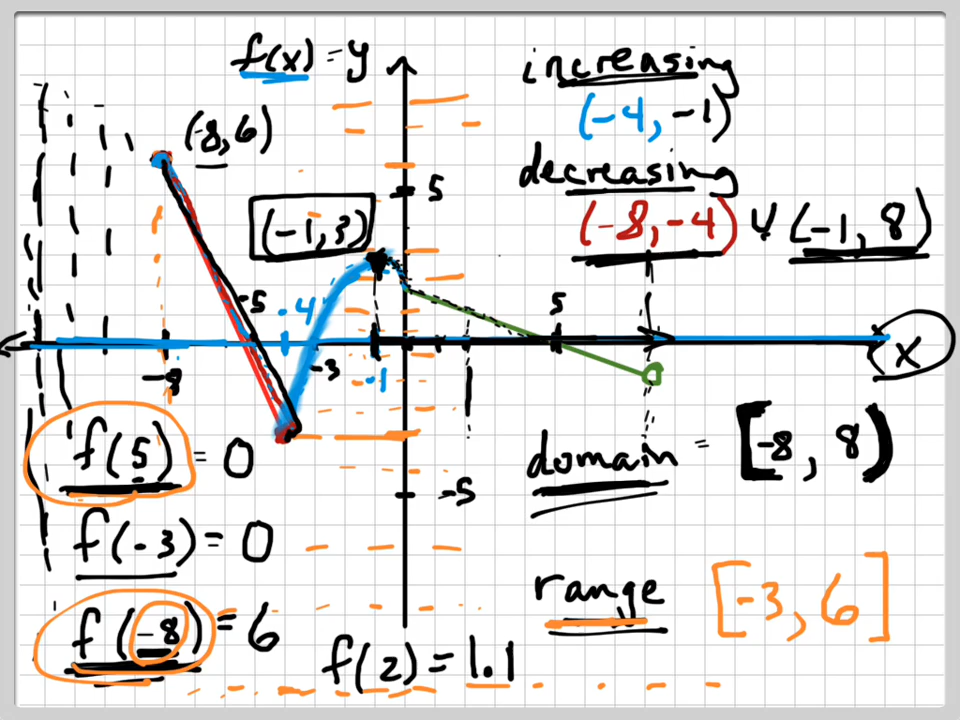 f(x) = y
increasing
(-4, -1)
(-8, 6)
decreasing
(-8, -4) ∪ (-1, 8)
5
(-1, 3)
-5
-4
5
-3
-1
-8
x
f(5) = 0
domain = [-8, 8)
-5
f(-3) = 0
range [-3, 6]
f(-8) = 6
f(2) = 1.1